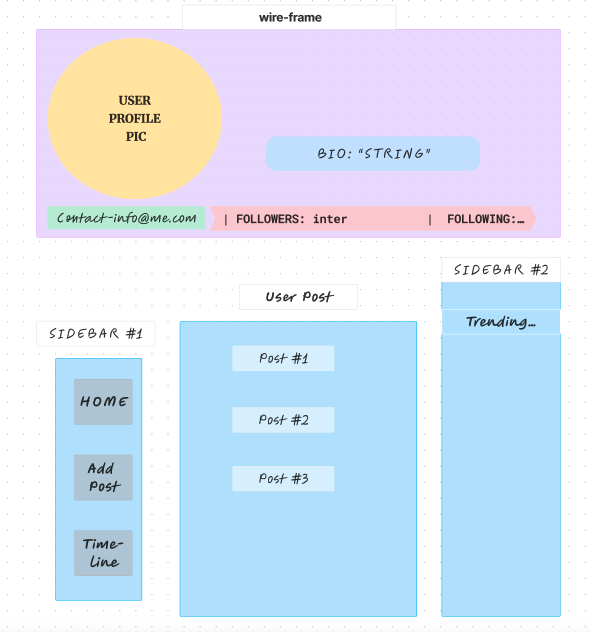 wire-frame
USER
PROFILE
PIC
BIO: "STRING"
Contact-info@me.com
| FOLLOWERS: inter | FOLLOWING:…
SIDEBAR #2
User Post
Trending…
SIDEBAR #1
Post #1
HOME
Post #2
Add
Post
Post #3
Time-
line